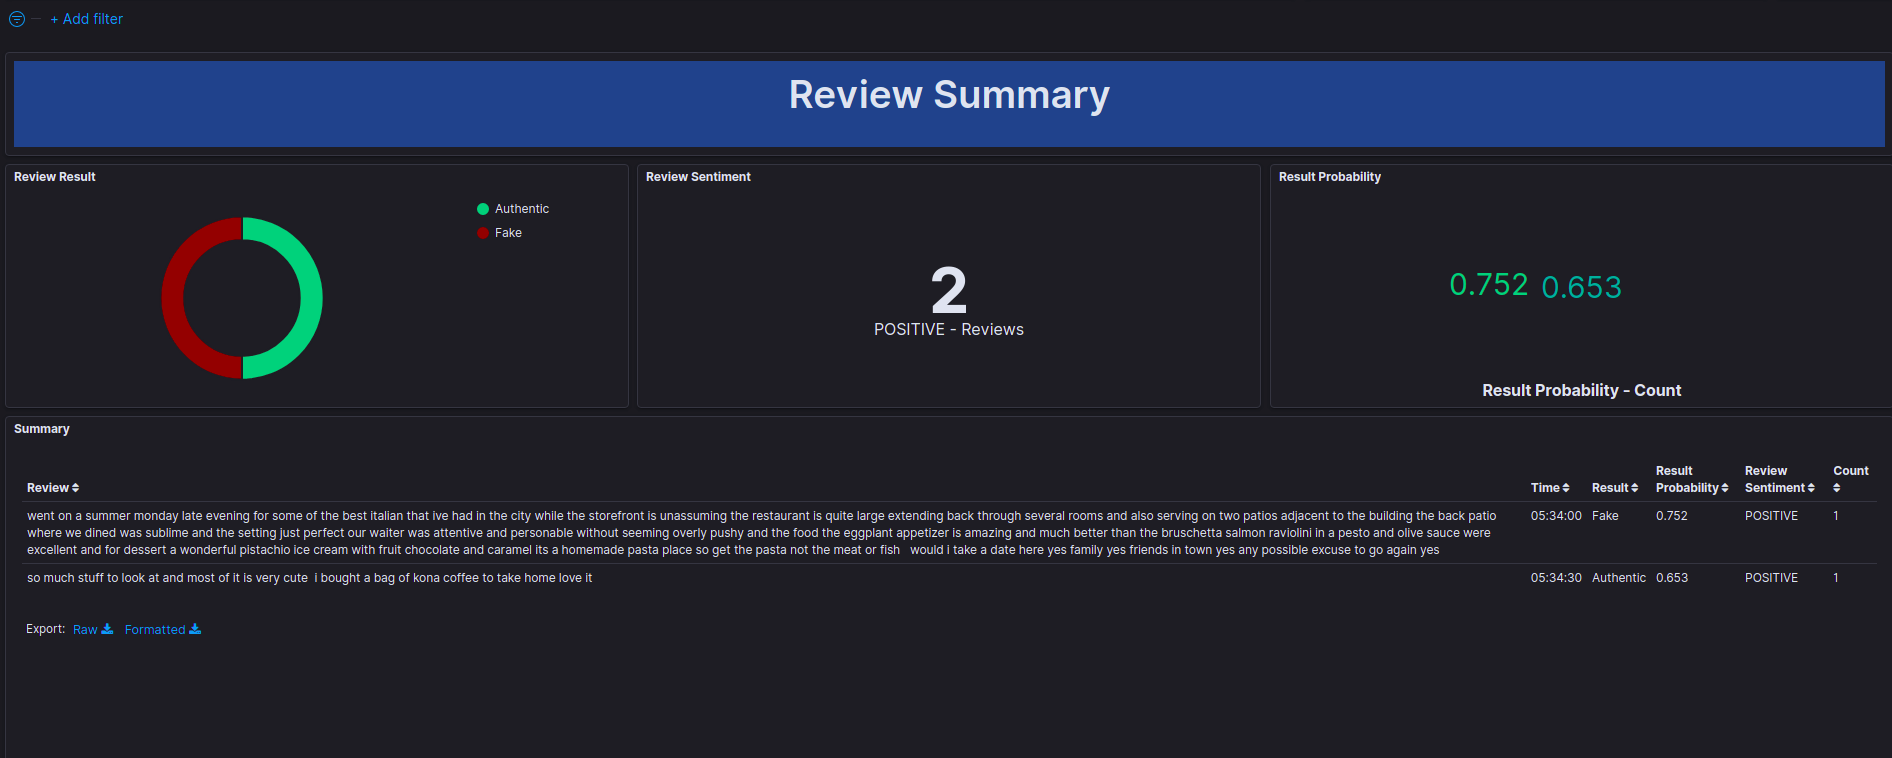 + Add filter
Review Summary
Review Result
Authentic
Fake
Review Sentiment
2
POSITIVE - Reviews
Result Probability
0.752 0.653
Result Probability - Count
Summary
Review Time Result Result Probability Review Sentiment Count
went on a summer monday late evening for some of the best italian that ive had in the city while the storefront is unassuming the restaurant is quite large extending back through several rooms and also serving on two patios adjacent to the building the back patio
where we dined was sublime and the setting just perfect our waiter was attentive and personable without seeming overly pushy and the food the eggplant appetizer is amazing and much better than the bruschetta salmon raviolini in a pesto and olive sauce were
excellent and for dessert a wonderful pistachio ice cream with fruit chocolate and caramel its a homemade pasta place so get the pasta not the meat or fish   would i take a date here yes family yes friends in town yes any possible excuse to go again yes
05:34:00 Fake 0.752 POSITIVE 1
so much stuff to look at and most of it is very cute  i bought a bag of kona coffee to take home love it 05:34:30 Authentic 0.653 POSITIVE 1
Export: Raw Formatted